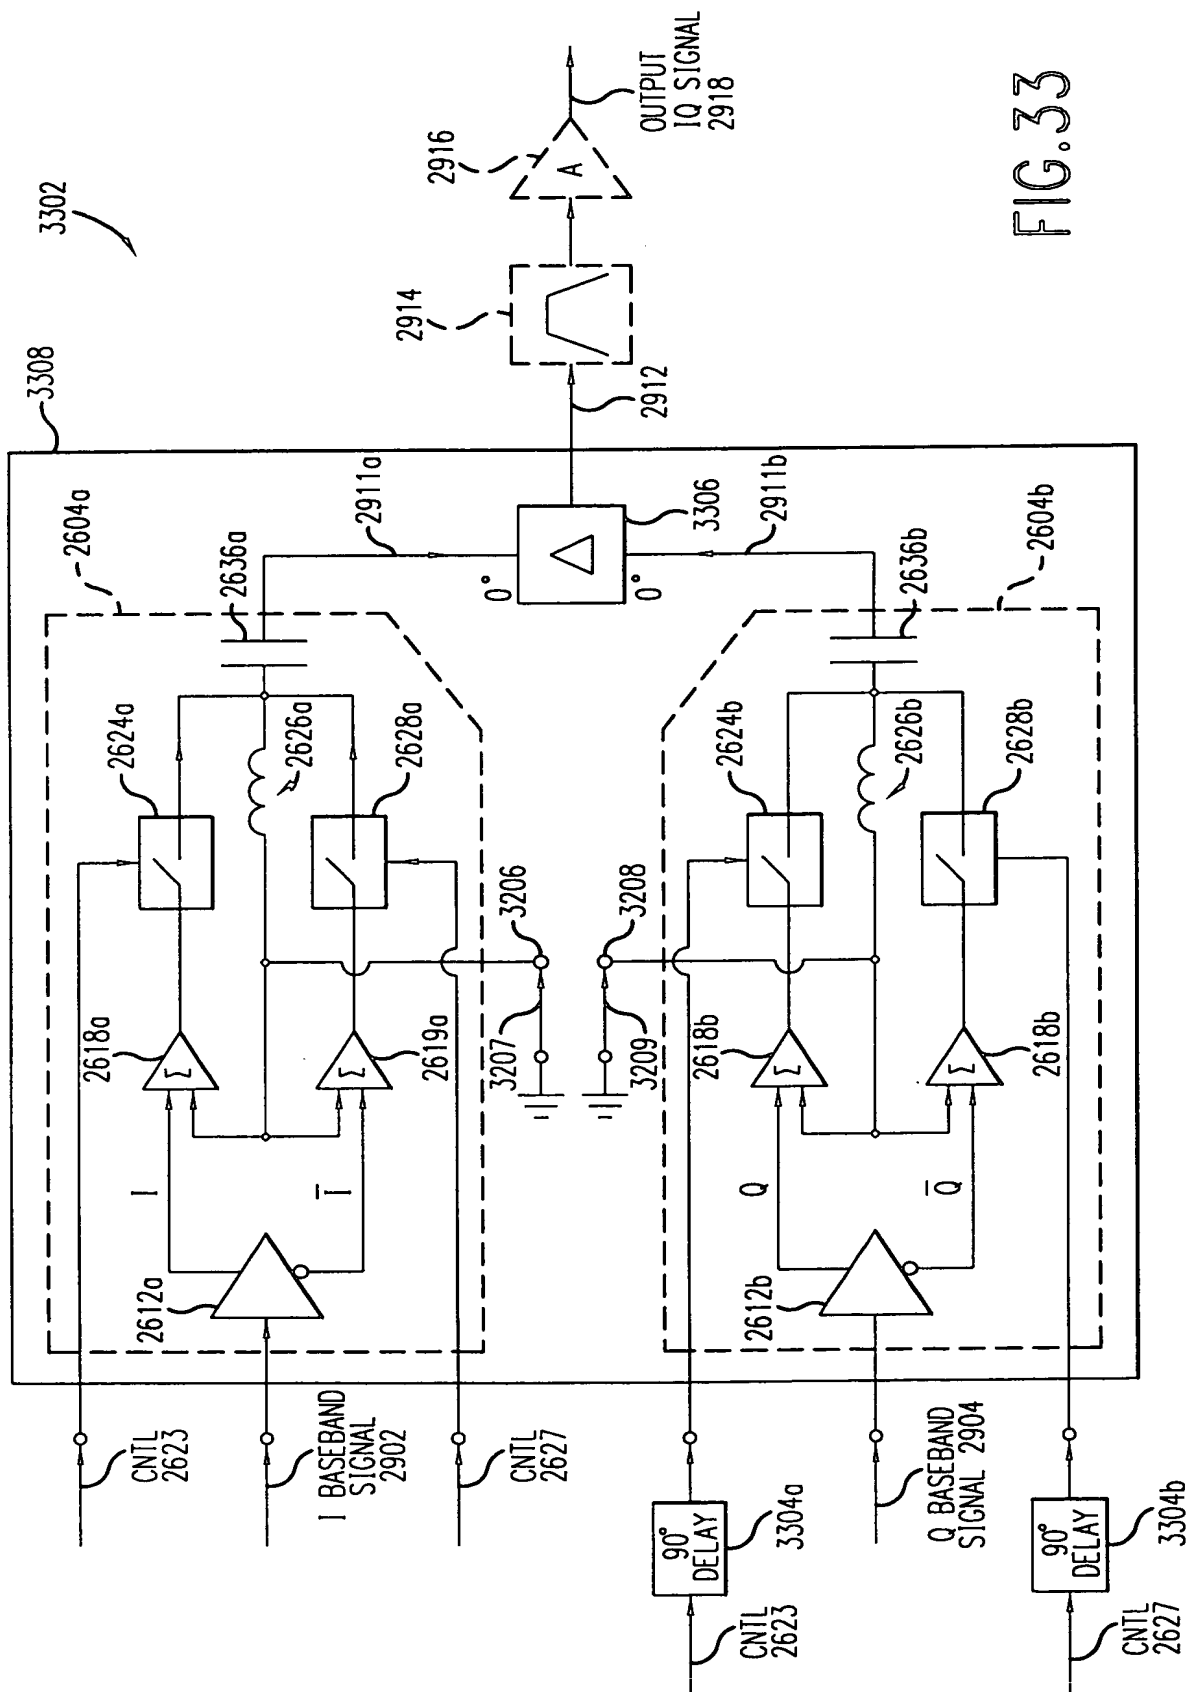 3302
3308
2604a
2636a
2911a
2624a
2626a
2628a
2618a
Σ
2619a
Σ
I
I̅
2612a
CNTL
2623
I BASEBAND
SIGNAL
2902
CNTL
2627
3206
3207
3208
3209
0°
0°
3306
2912
2914
2916
A
OUTPUT
IQ SIGNAL
2918
2911b
2604b
2636b
2624b
2626b
2628b
2618b
Σ
2618b
Σ
Q
Q̅
2612b
90°
DELAY
3304a
CNTL
2623
Q BASEBAND
SIGNAL 2904
90°
DELAY
3304b
CNTL
2627
FIG.33